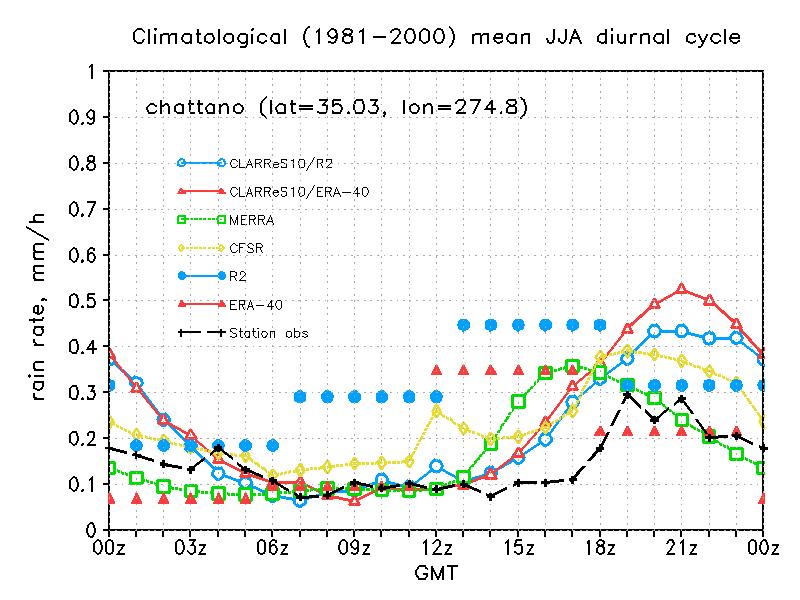 Climatological (1981-2000) mean JJA diurnal cycle
chattano (lat=35.03, lon=274.8)
CLARReS10/R2
CLARReS10/ERA-40
MERRA
CFSR
R2
ERA-40
Station obs
rain rate, mm/h
1
0.9
0.8
0.7
0.6
0.5
0.4
0.3
0.2
0.1
0
00z 03z 06z 09z 12z 15z 18z 21z 00z
GMT